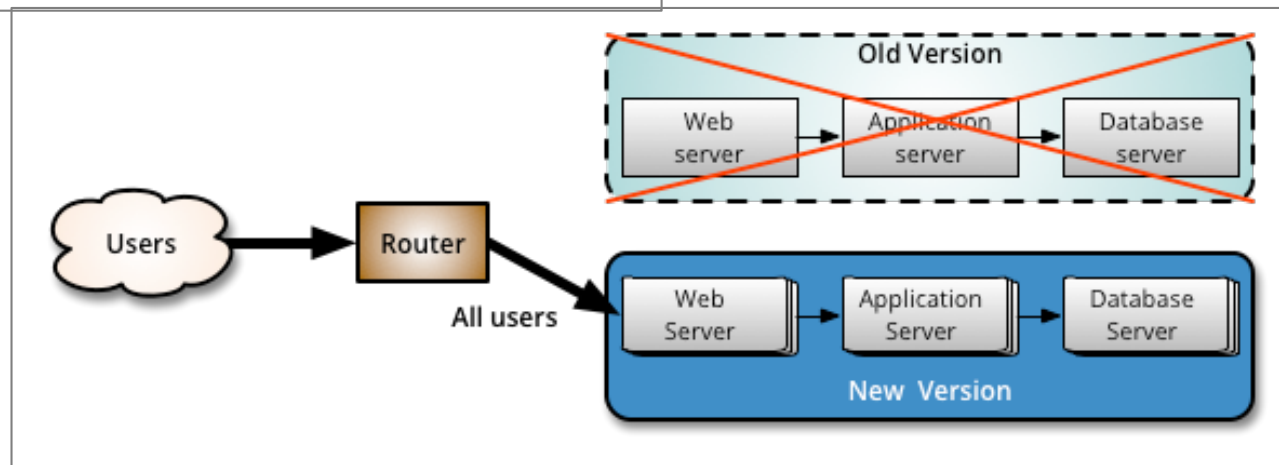 Old Version
Web
server
Application
server
Database
server
Users
Router
All users
Web
Server
Application
Server
Database
Server
New Version